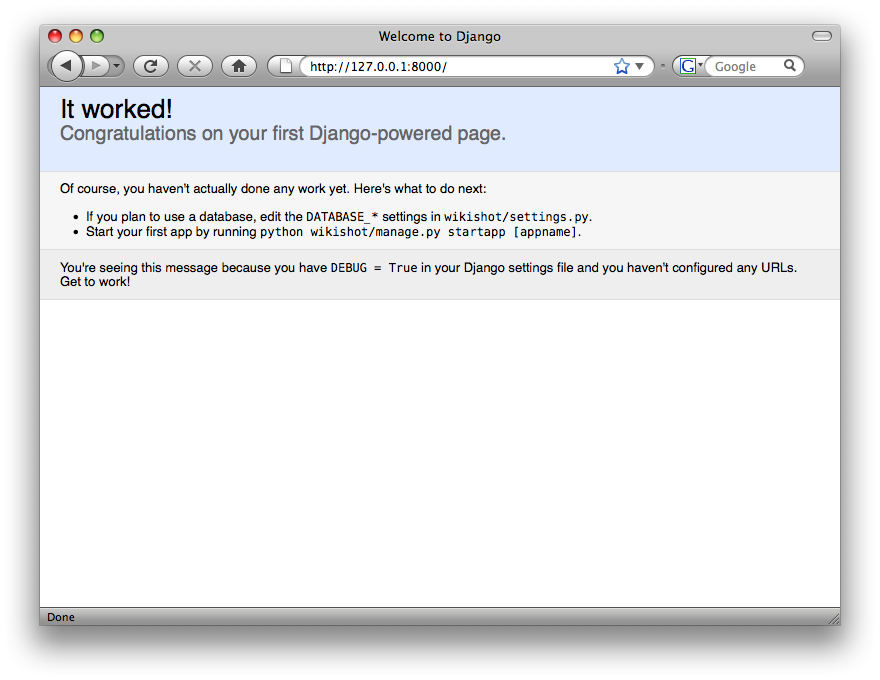 Welcome to Django
http://127.0.0.1:8000/
G
Google
It worked!
Congratulations on your first Django-powered page.
Of course, you haven't actually done any work yet. Here's what to do next:
• If you plan to use a database, edit the DATABASE_* settings in wikishot/settings.py.
• Start your first app by running python wikishot/manage.py startapp [appname].
You're seeing this message because you have DEBUG = True in your Django settings file and you haven't configured any URLs.
Get to work!
Done